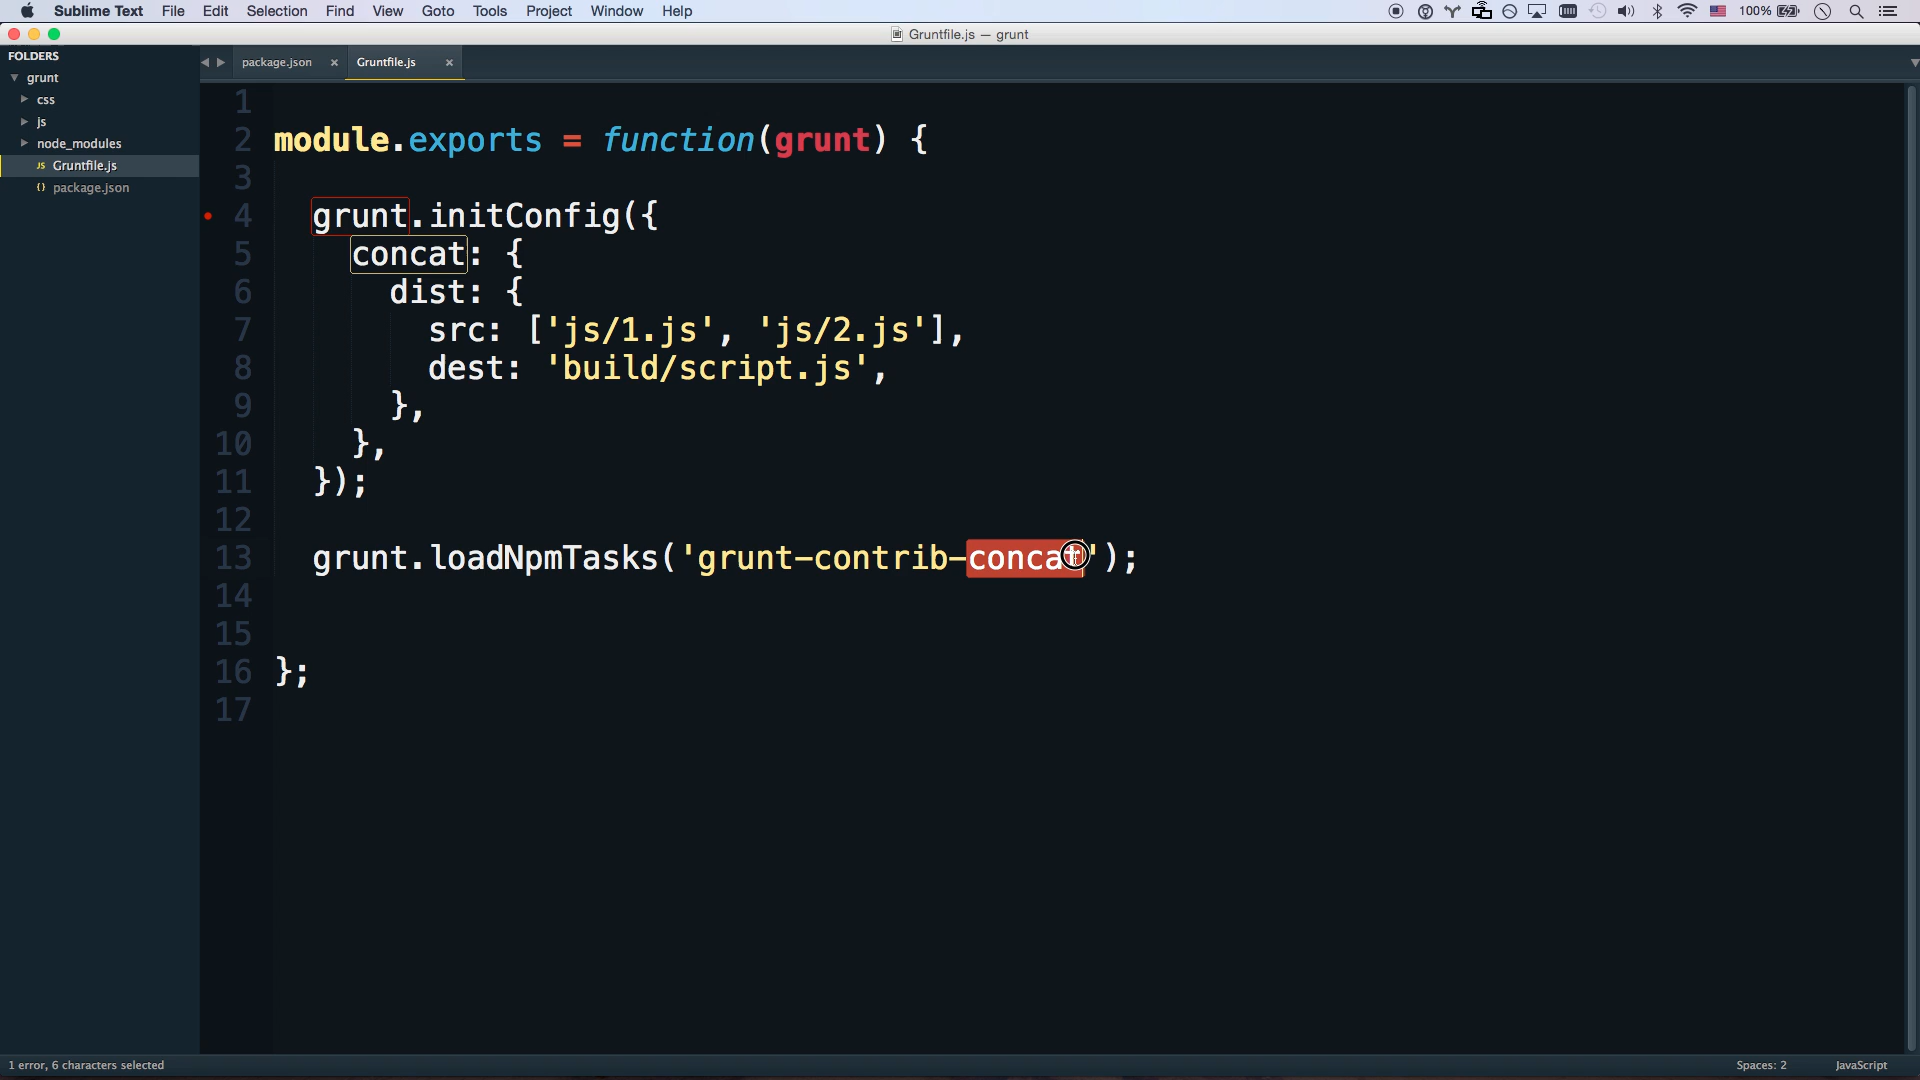 Sublime Text File Edit Selection Find View Goto Tools Project Window Help 100%
Gruntfile.js — grunt
FOLDERS
grunt
css
js
node_modules
Gruntfile.js
package.json
package.json Gruntfile.js
1
2 module.exports = function(grunt) {
3
4 grunt.initConfig({
5 concat: {
6 dist: {
7 src: ['js/1.js', 'js/2.js'],
8 dest: 'build/script.js',
9 },
10 },
11 });
12
13 grunt.loadNpmTasks('grunt-contrib-concat');
14
15
16 };
17
1 error, 6 characters selected Spaces: 2 JavaScript